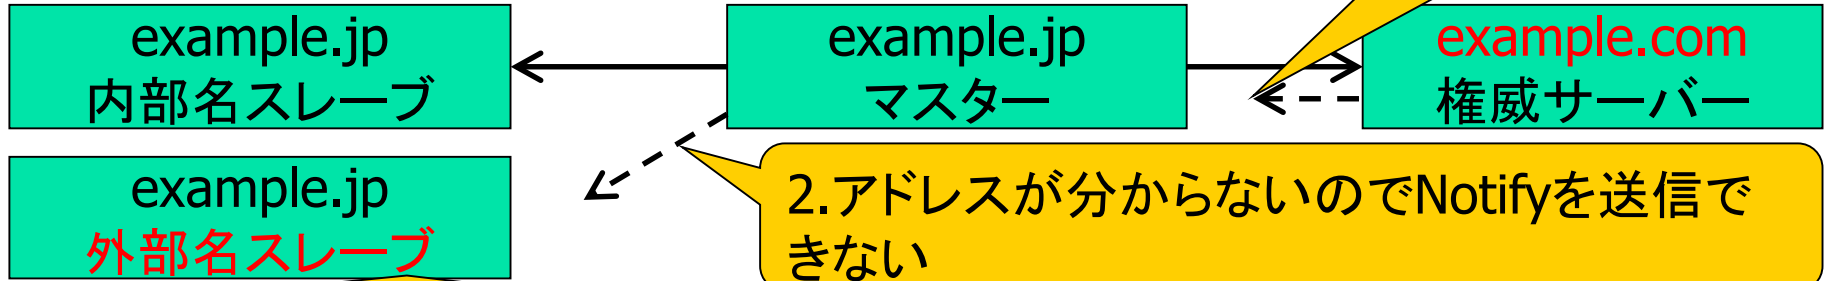 example.jp
内部名スレーブ
example.jp
マスター
example.com
権威サーバー
example.jp
外部名スレーブ
2.アドレスが分からないのでNotifyを送信で
きない